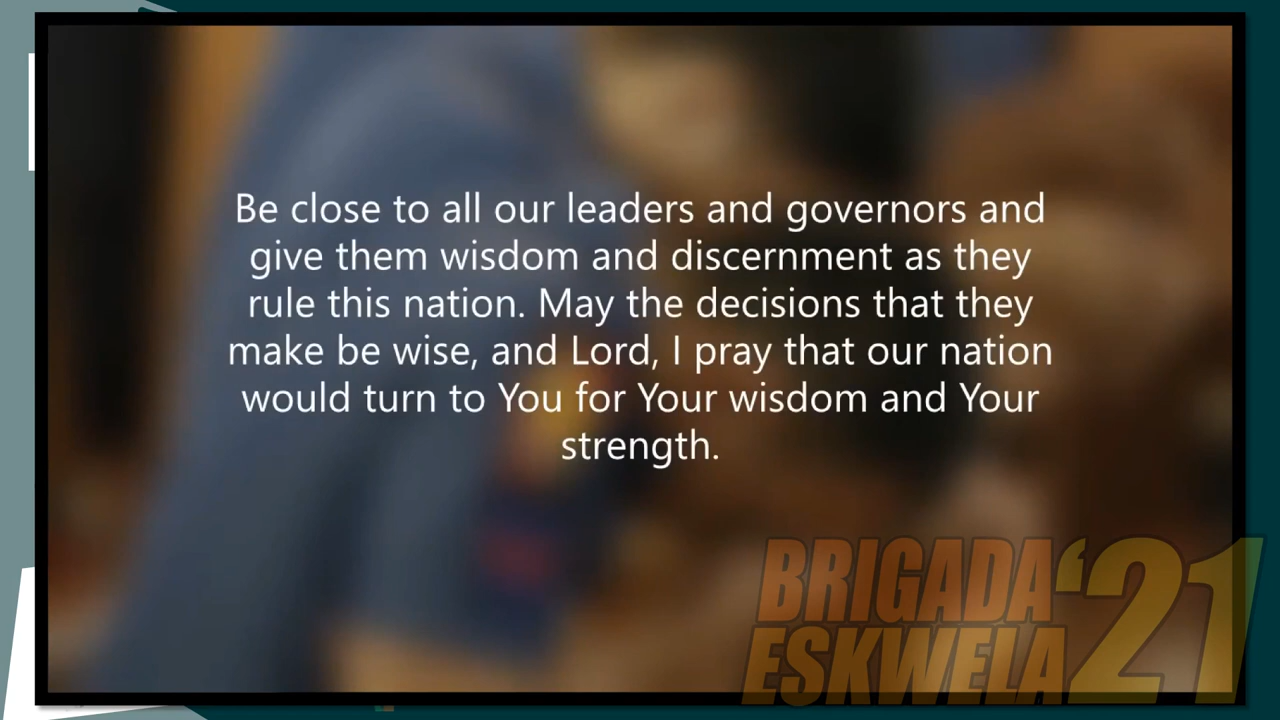 Be close to all our leaders and governors and
give them wisdom and discernment as they
rule this nation. May the decisions that they
make be wise, and Lord, I pray that our nation
would turn to You for Your wisdom and Your
strength.
BRIGADA
ESKWELA
‘21